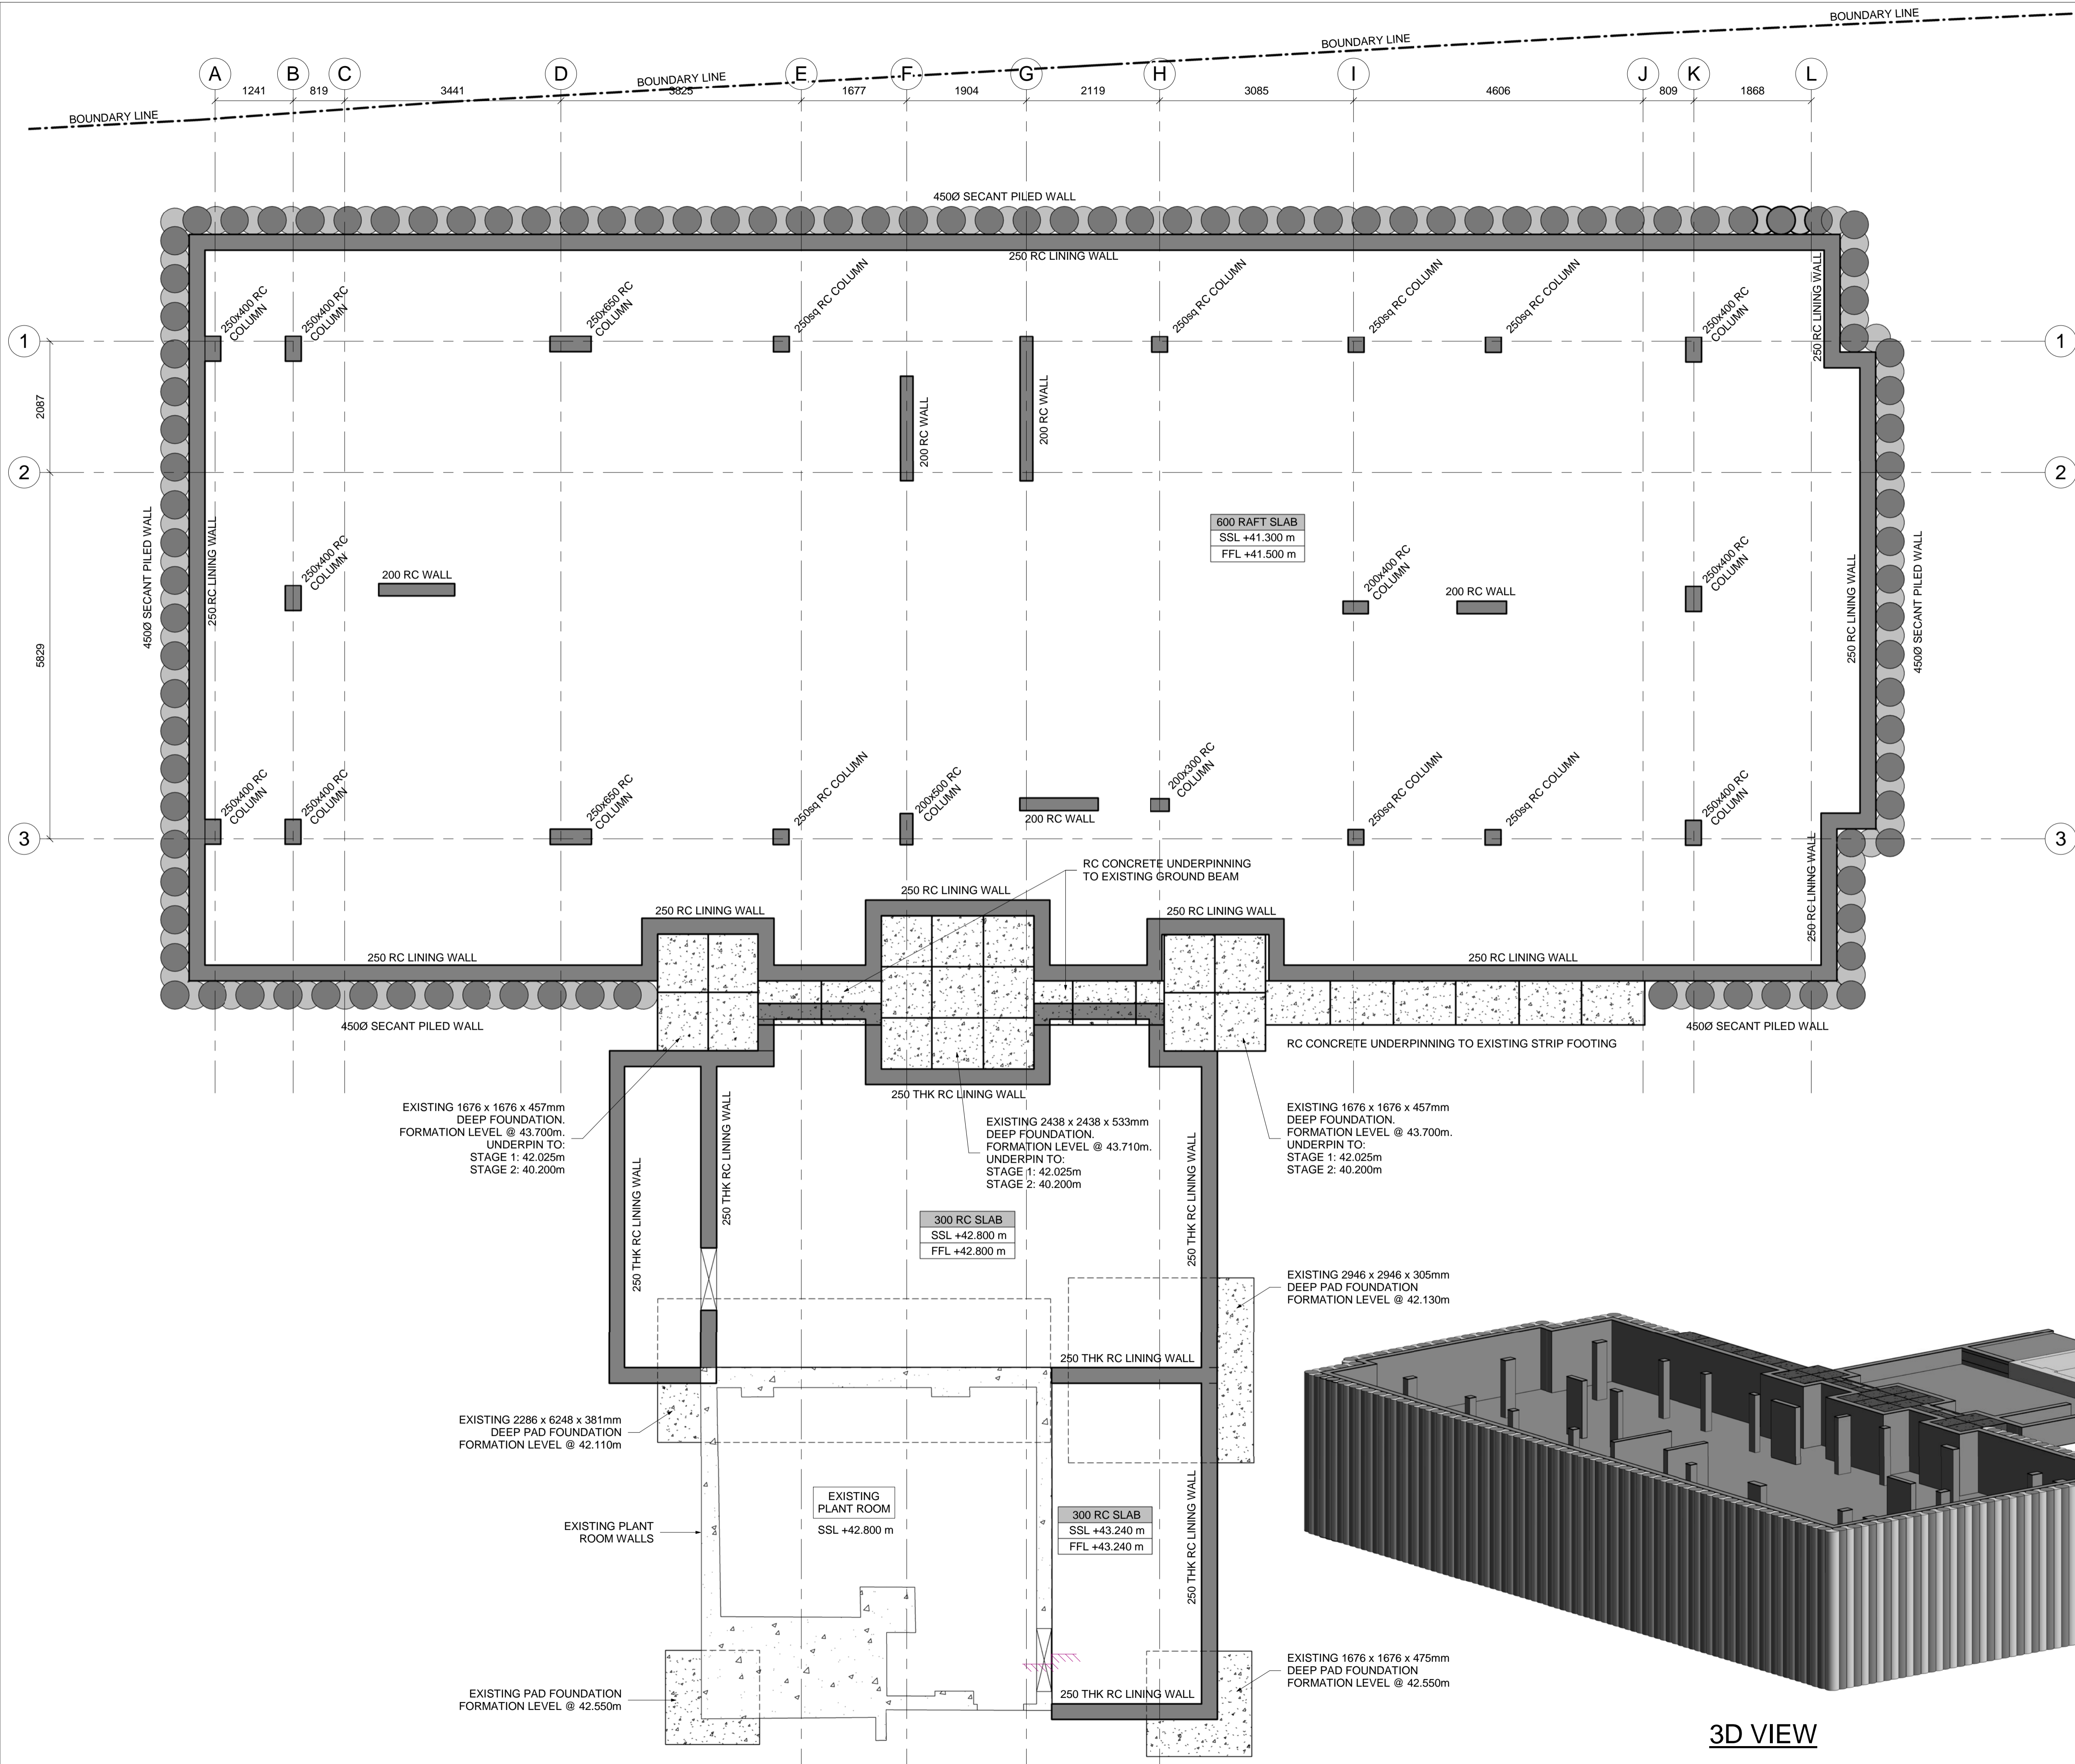 BOUNDARY LINE
BOUNDARY LINE
BOUNDARY LINE
BOUNDARY LINE
A
B
C
D
E
F
G
H
I
J
K
L
1241
819
3441
3825
1677
1904
2119
3085
4606
809
1868
450Ø SECANT PILED WALL
250 RC LINING WALL
250x400 RC
COLUMN
250x400 RC
COLUMN
250x650 RC
COLUMN
250sq RC COLUMN
250sq RC COLUMN
250sq RC COLUMN
250sq RC COLUMN
250x400 RC
COLUMN
250 RC LINING WALL
1
1
2087
200 RC WALL
200 RC WALL
2
2
450Ø SECANT PILED WALL
250 RC LINING WALL
250x400 RC
COLUMN
200 RC WALL
600 RAFT SLAB
SSL +41.300 m
FFL +41.500 m
200x400 RC
COLUMN
200 RC WALL
250x400 RC
COLUMN
250 RC LINING WALL
450Ø SECANT PILED WALL
5829
250x400 RC
COLUMN
250x400 RC
COLUMN
250x650 RC
COLUMN
250sq RC COLUMN
200x500 RC
COLUMN
200 RC WALL
200x300 RC
COLUMN
250sq RC COLUMN
250sq RC COLUMN
250x400 RC
COLUMN
3
3
250 RC LINING WALL
RC CONCRETE UNDERPINNING
TO EXISTING GROUND BEAM
250 RC LINING WALL
250 RC LINING WALL
250 RC LINING WALL
250 RC LINING WALL
250 RC LINING WALL
450Ø SECANT PILED WALL
450Ø SECANT PILED WALL
RC CONCRETE UNDERPINNING TO EXISTING STRIP FOOTING
250 THK RC LINING WALL
EXISTING 1676 x 1676 x 457mm
DEEP FOUNDATION.
FORMATION LEVEL @ 43.700m.
UNDERPIN TO:
STAGE 1: 42.025m
STAGE 2: 40.200m
EXISTING 2438 x 2438 x 533mm
DEEP FOUNDATION.
FORMATION LEVEL @ 43.710m.
UNDERPIN TO:
STAGE 1: 42.025m
STAGE 2: 40.200m
EXISTING 1676 x 1676 x 457mm
DEEP FOUNDATION.
FORMATION LEVEL @ 43.700m.
UNDERPIN TO:
STAGE 1: 42.025m
STAGE 2: 40.200m
250 THK RC LINING WALL
250 THK RC LINING WALL
250 THK RC LINING WALL
300 RC SLAB
SSL +42.800 m
FFL +42.800 m
EXISTING 2946 x 2946 x 305mm
DEEP PAD FOUNDATION
FORMATION LEVEL @ 42.130m
250 THK RC LINING WALL
EXISTING 2286 x 6248 x 381mm
DEEP PAD FOUNDATION
FORMATION LEVEL @ 42.110m
EXISTING
PLANT ROOM
SSL +42.800 m
EXISTING PLANT
ROOM WALLS
300 RC SLAB
SSL +43.240 m
FFL +43.240 m
250 THK RC LINING WALL
EXISTING PAD FOUNDATION
FORMATION LEVEL @ 42.550m
250 THK RC LINING WALL
EXISTING 1676 x 1676 x 475mm
DEEP PAD FOUNDATION
FORMATION LEVEL @ 42.550m
3D VIEW